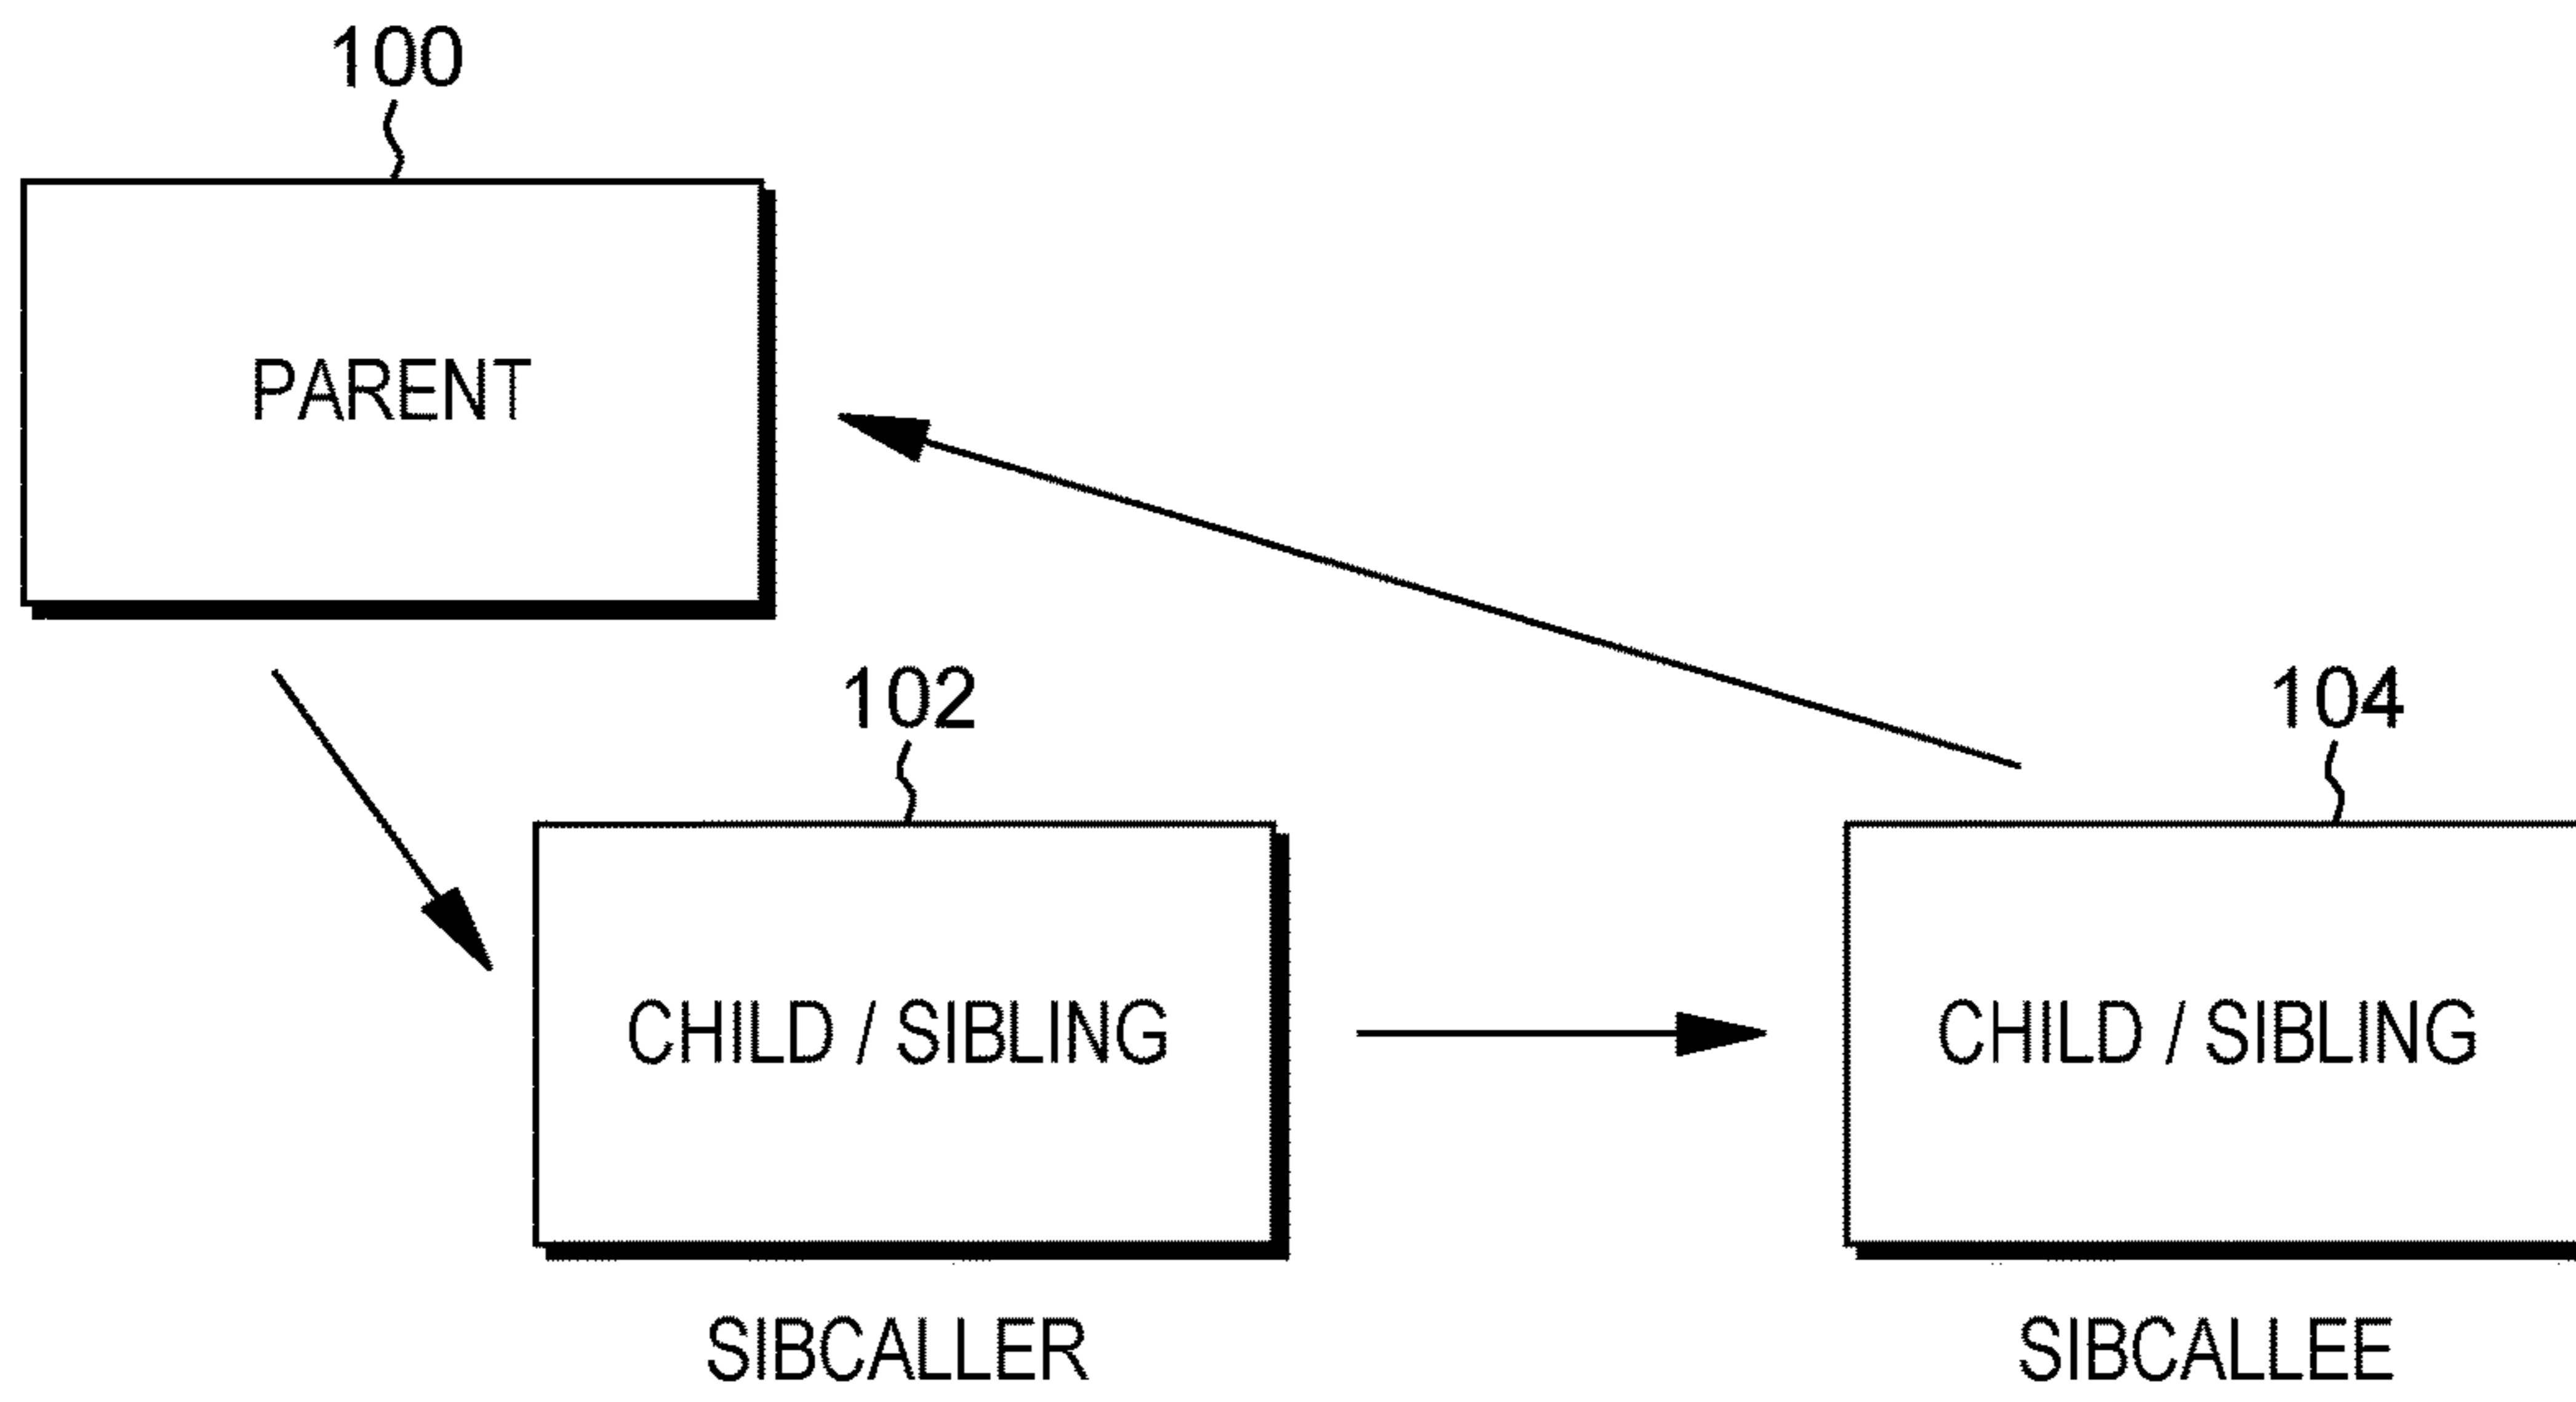 100
PARENT
102
104
CHILD / SIBLING
CHILD / SIBLING
SIBCALLER
SIBCALLEE